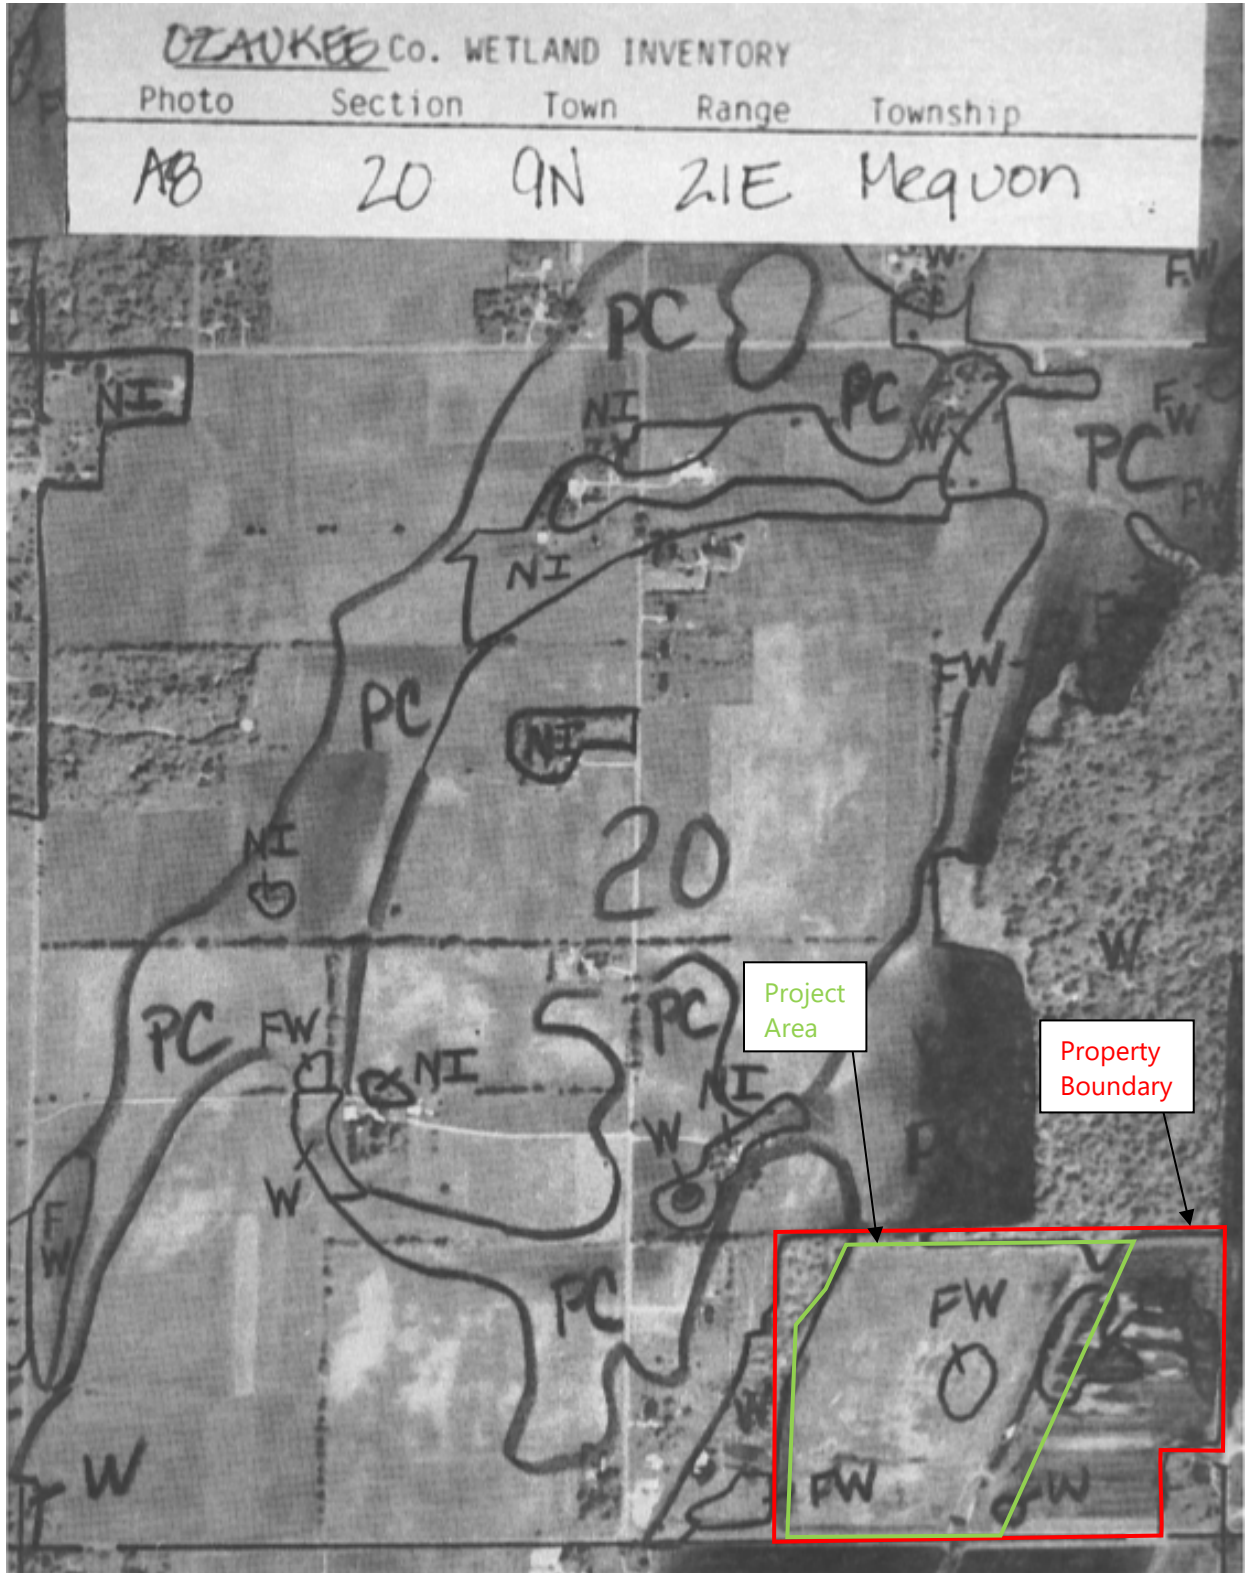 OZAUKEE Co. WETLAND INVENTORY
Photo Section Town Range Township
A8 20 9N 21E Mequon
W
FW
PC
NI
PC
NI
F
W
W
PC
FW
NI
FW
PC
NI
20
NI
W
PC
Project
Area
PC
FW
Property
Boundary
NI
NI
W
PC
W
F
W
PC
FW
W
FW
FW
W